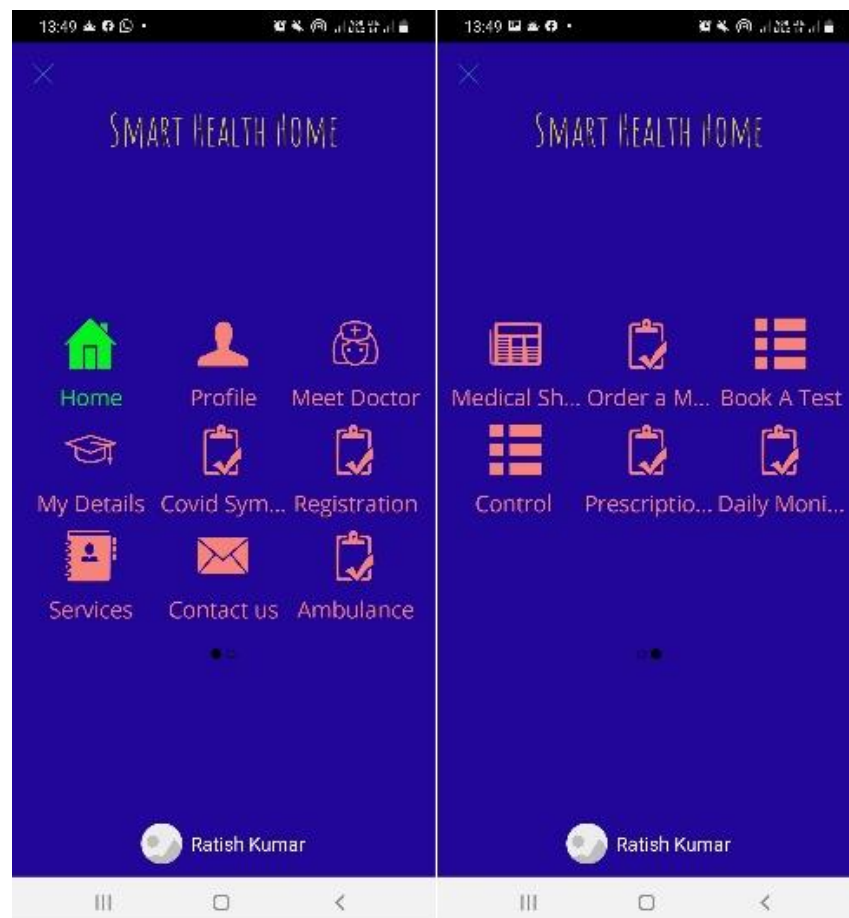 13:49
SMART HEALTH HOME
Home Profile Meet Doctor
My Details Covid Sym... Registration
Services Contact us Ambulance
Ratish Kumar
13:49
SMART HEALTH HOME
Medical Sh... Order a M... Book A Test
Control Prescriptio... Daily Moni...
Ratish Kumar